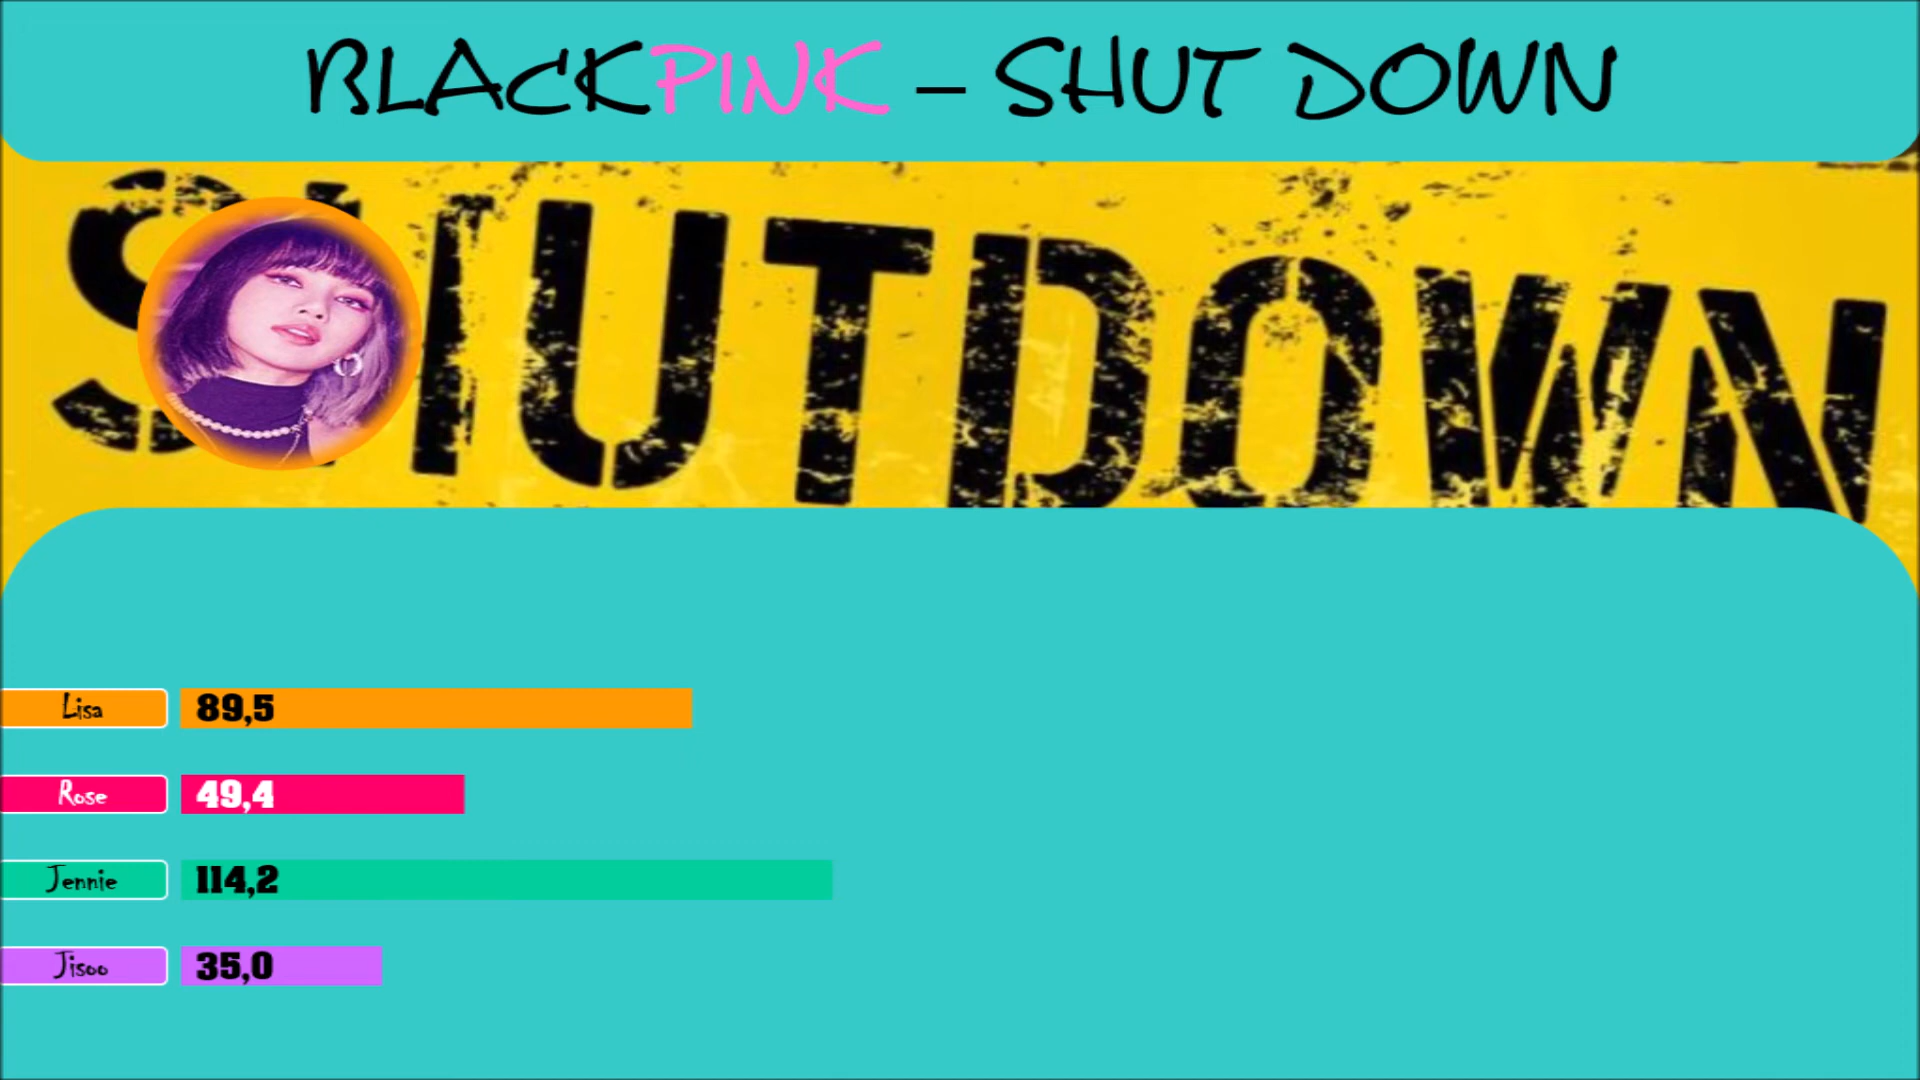 BLACKPINK – SHUT DOWN
SHUTDOWN
Lisa 89,5
Rose 49,4
Jennie 114,2
Jisoo 35,0